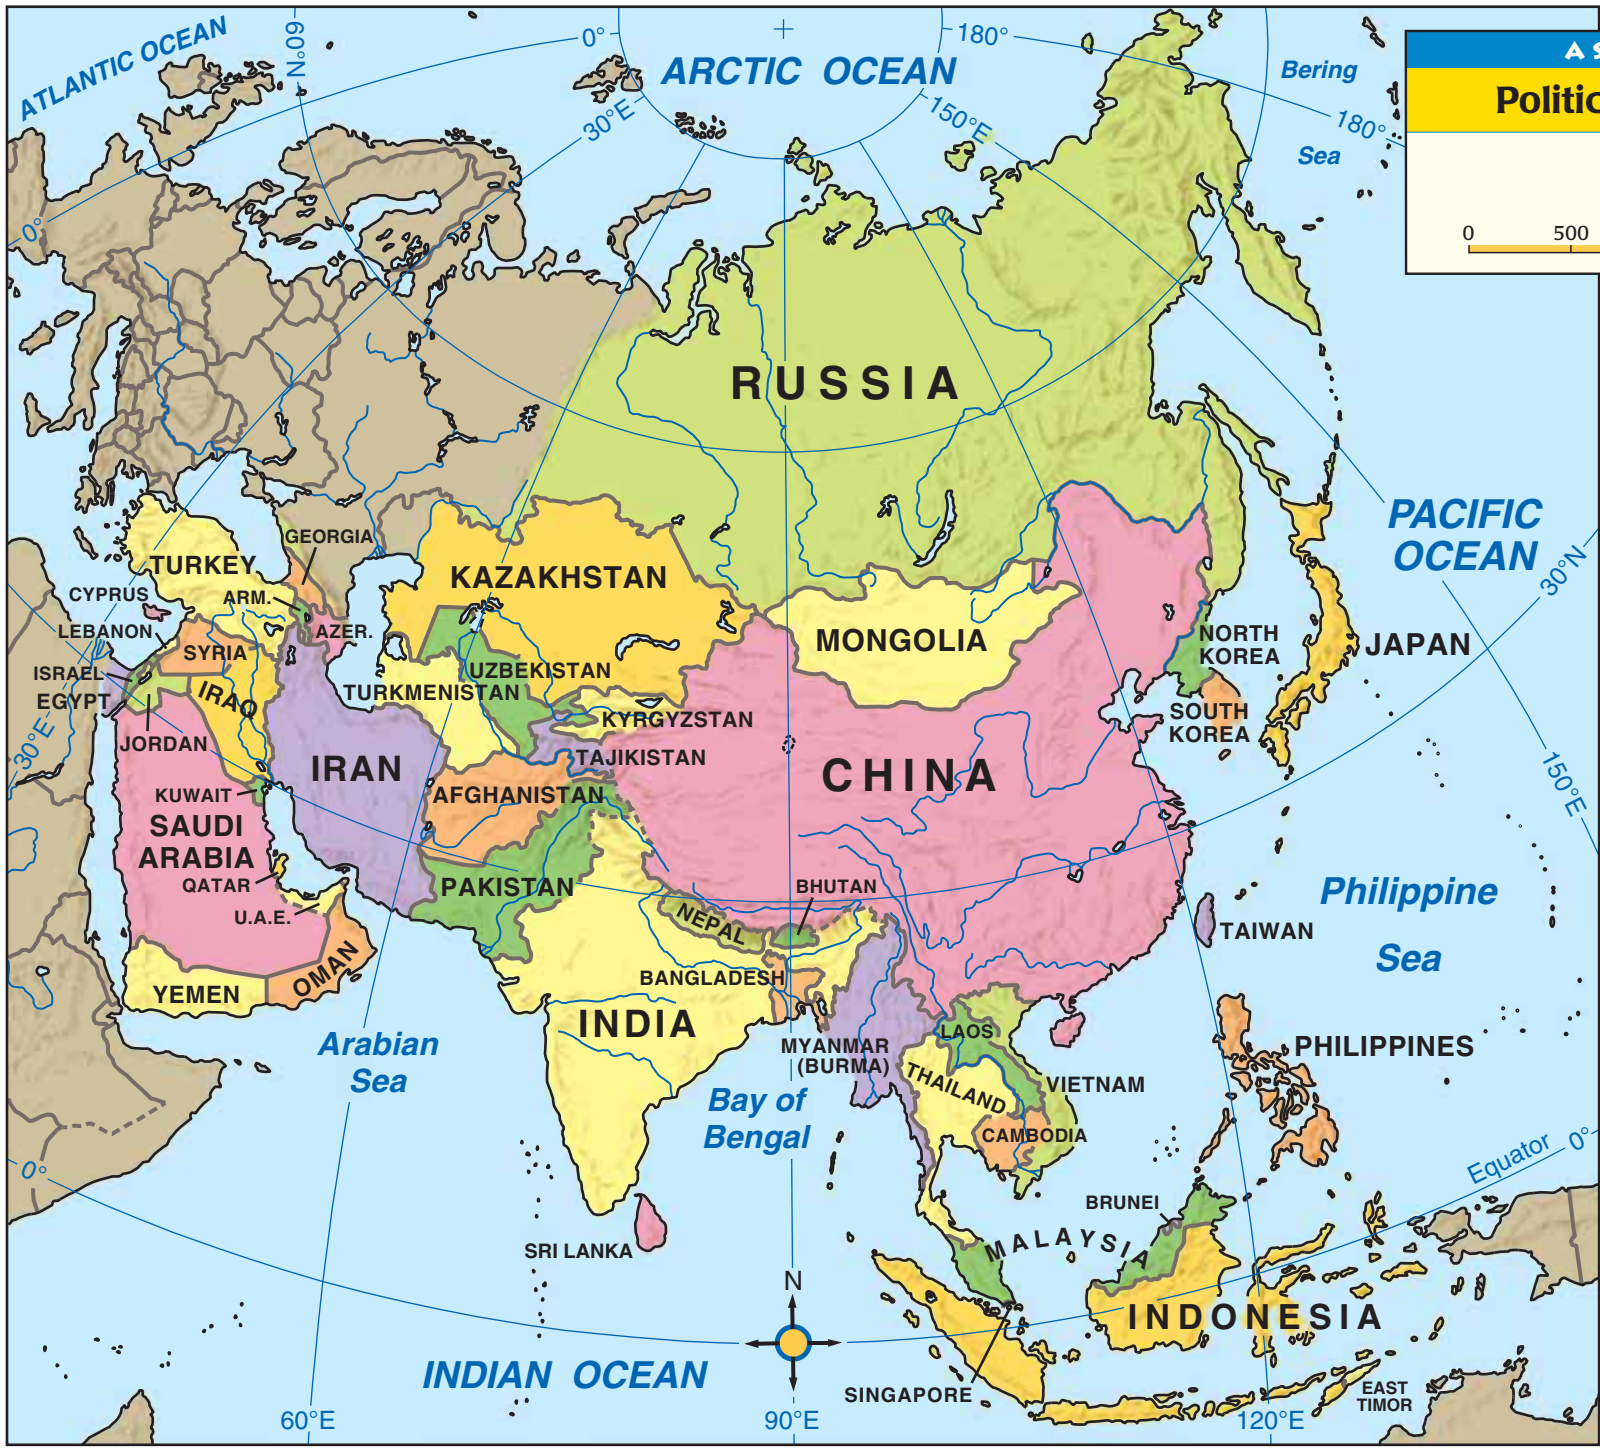 ATLANTIC OCEAN
60°N
0°
ARCTIC OCEAN
180°
Bering
Sea
30°E
150°E
180°
A S
Politic
0
500
0°
RUSSIA
PACIFIC
OCEAN
GEORGIA
TURKEY
KAZAKHSTAN
30°N
CYPRUS
ARM.
LEBANON
AZER.
SYRIA
MONGOLIA
NORTH
KOREA
JAPAN
ISRAEL
UZBEKISTAN
EGYPT
IRAQ
TURKMENISTAN
KYRGYZSTAN
SOUTH
KOREA
30°E
JORDAN
IRAN
TAJIKISTAN
CHINA
150°E
KUWAIT
AFGHANISTAN
SAUDI
ARABIA
QATAR
PAKISTAN
BHUTAN
Philippine
Sea
U.A.E.
NEPAL
TAIWAN
OMAN
BANGLADESH
YEMEN
INDIA
LAOS
Arabian
Sea
MYANMAR
(BURMA)
PHILIPPINES
THAILAND
VIETNAM
Bay of
Bengal
CAMBODIA
0°
Equator
0°
BRUNEI
SRI LANKA
MALAYSIA
N
INDONESIA
INDIAN OCEAN
SINGAPORE
EAST
TIMOR
60°E
90°E
120°E